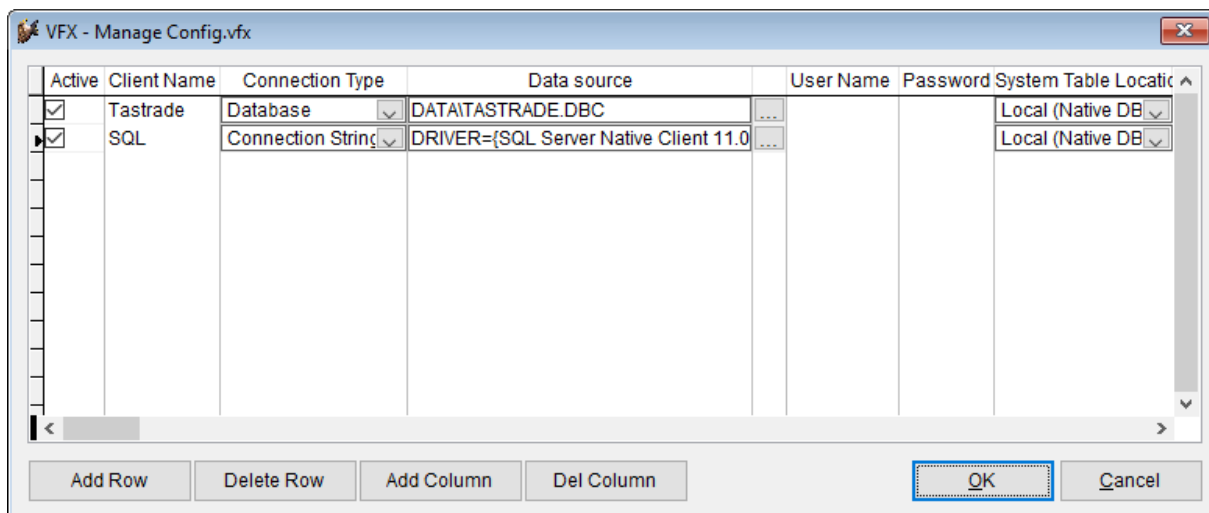 VFX - Manage Config.vfx
Active Client Name Connection Type Data source User Name Password System Table Locatic
Tastrade Database DATA\TASTRADE.DBC ... Local (Native DB
SQL Connection String DRIVER={SQL Server Native Client 11.0 ... Local (Native DB
Add Row Delete Row Add Column Del Column OK Cancel